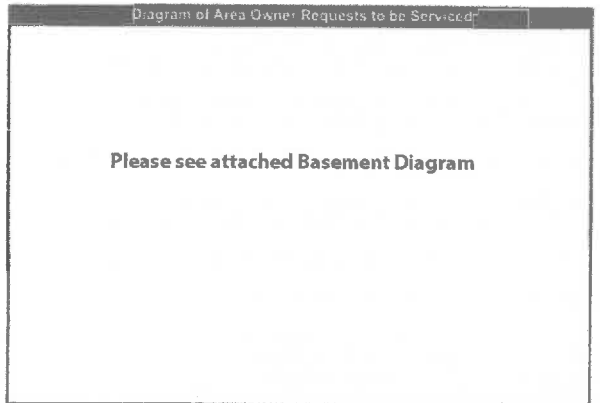 Diagram of Area Owner Requests to be Serviced
Please see attached Basement Diagram